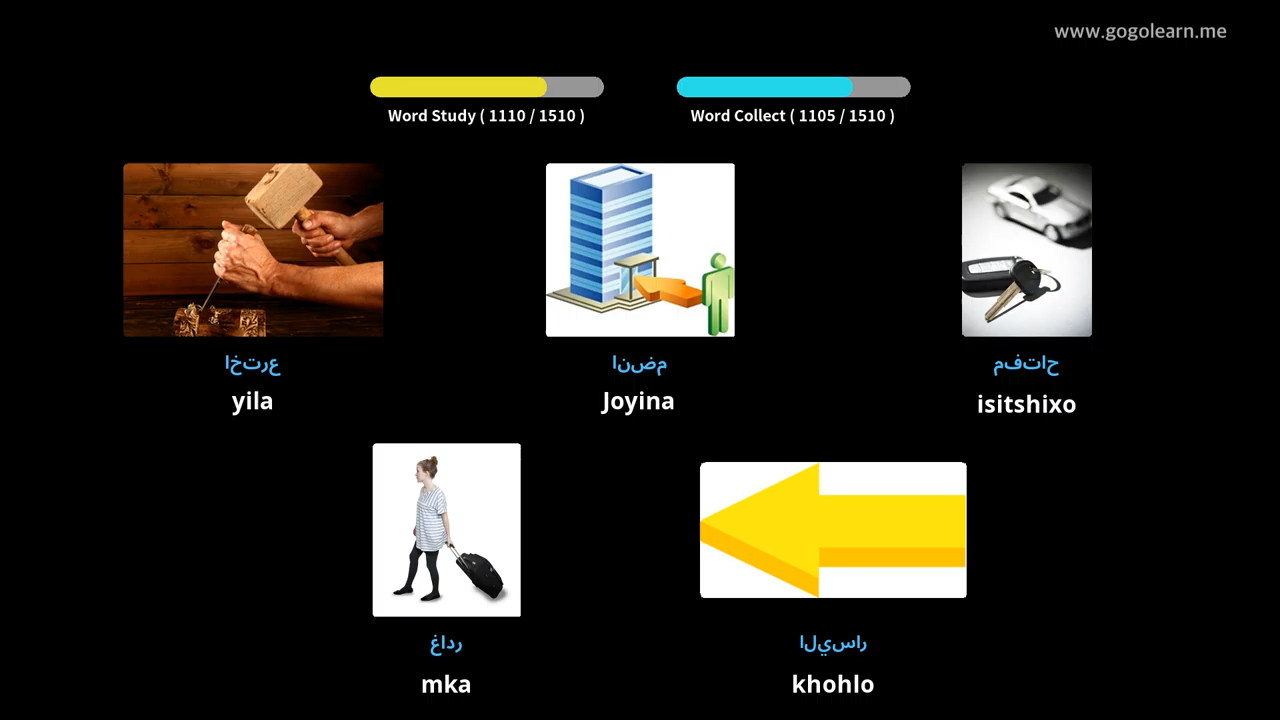 www.gogolearn.me
Word Study ( 1110 / 1510 )
Word Collect ( 1105 / 1510 )
اخترع
انضم
مفتاح
yila
Joyina
isitshixo
غادر
اليسار
mka
khohlo